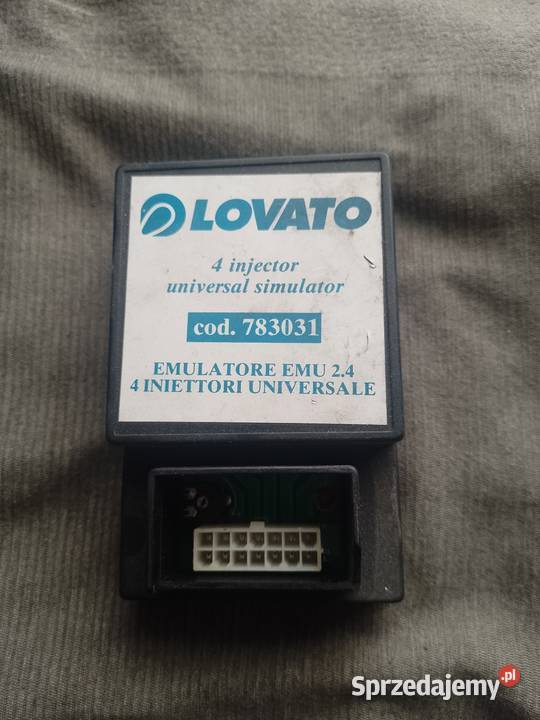 LOVATO
4 injector
universal simulator
cod. 783031
EMULATORE EMU 2.4
4 INIETTORI UNIVERSALE
Sprzedajemy.pl